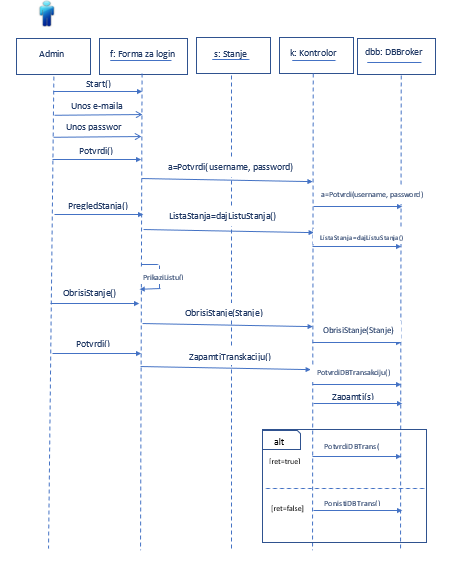 Admin
f: Forma za login
s: Stanje
k: Kontrolor
dbb: DBBroker
Start()
Unos e-maila
Unos passwor
Potvrdi()
a=Potvrdi(username, password)
a=Potvrdi(username, password)
PregledStanja()
ListaStanja=dajListuStanja()
ListaStanja=dajListuStanja()
PrikaziListu()
ObrisiStanje()
ObrisiStanje(Stanje)
ObrisiStanje(Stanje)
Potvrdi()
ZapamtiTranskaciju()
PotvrdiDBTransakciju()
Zapamti(s)
alt
PotvrdiDBTrans(
[ret=true]
[ret=false]
PonistiDBTrans()